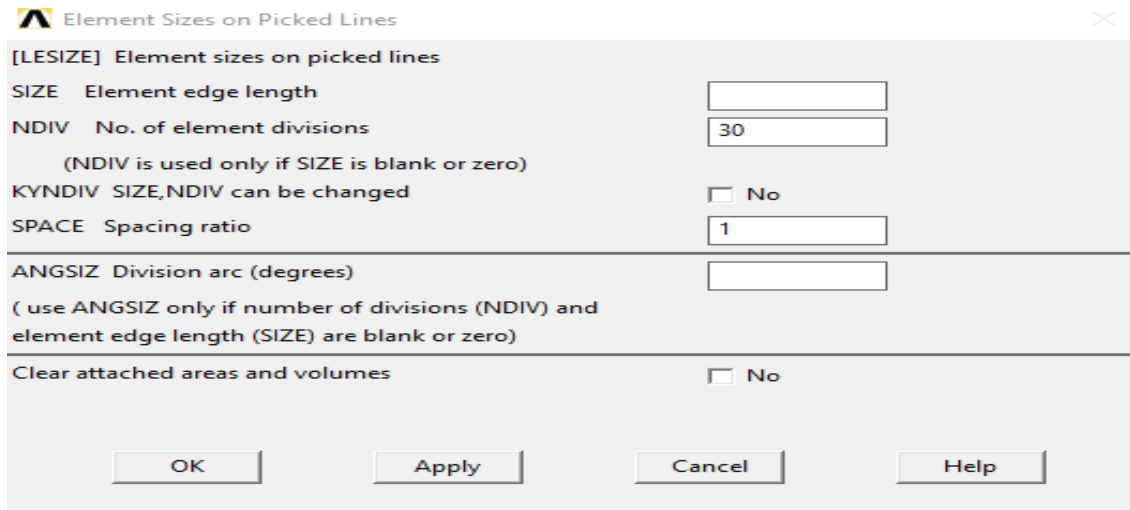 Element Sizes on Picked Lines
[LESIZE] Element sizes on picked lines
SIZE Element edge length
NDIV No. of element divisions 30
(NDIV is used only if SIZE is blank or zero)
KYNDIV SIZE,NDIV can be changed No
SPACE Spacing ratio 1
ANGSIZ Division arc (degrees)
( use ANGSIZ only if number of divisions (NDIV) and
element edge length (SIZE) are blank or zero)
Clear attached areas and volumes No
OK Apply Cancel Help